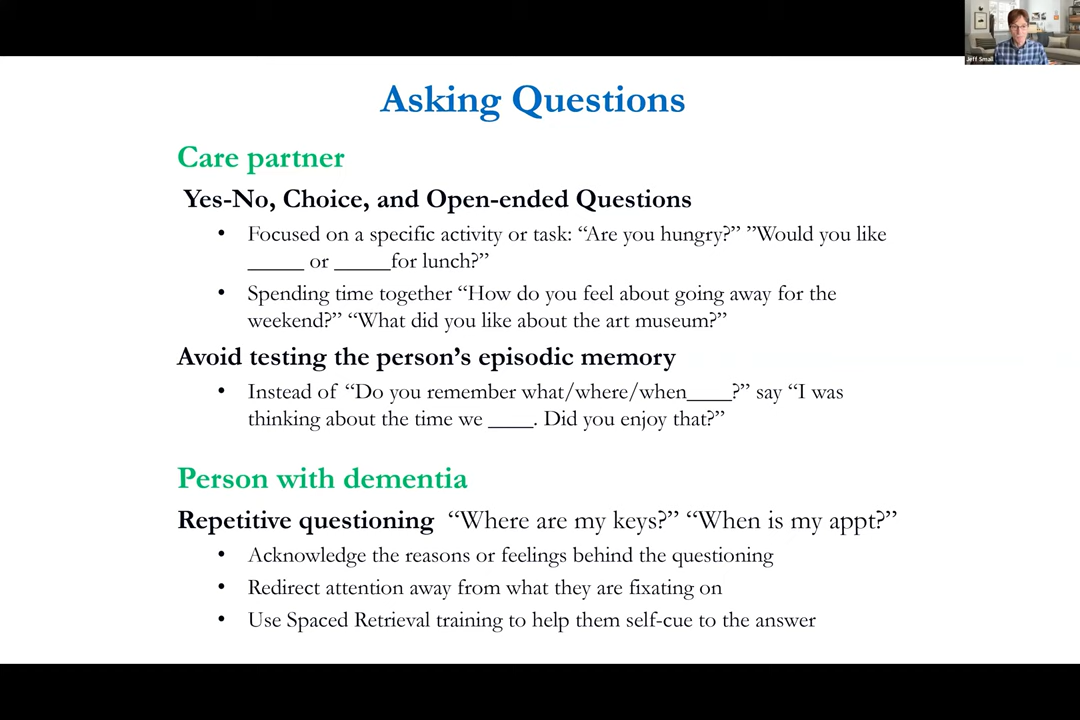 Jeff Small
Asking Questions
Care partner
Yes-No, Choice, and Open-ended Questions
• Focused on a specific activity or task: “Are you hungry?” ”Would you like
_____ or _____for lunch?”
• Spending time together “How do you feel about going away for the
weekend?” “What did you like about the art museum?”
Avoid testing the person’s episodic memory
• Instead of “Do you remember what/where/when____?” say “I was
thinking about the time we ____. Did you enjoy that?”
Person with dementia
Repetitive questioning “Where are my keys?” “When is my appt?”
• Acknowledge the reasons or feelings behind the questioning
• Redirect attention away from what they are fixating on
• Use Spaced Retrieval training to help them self-cue to the answer